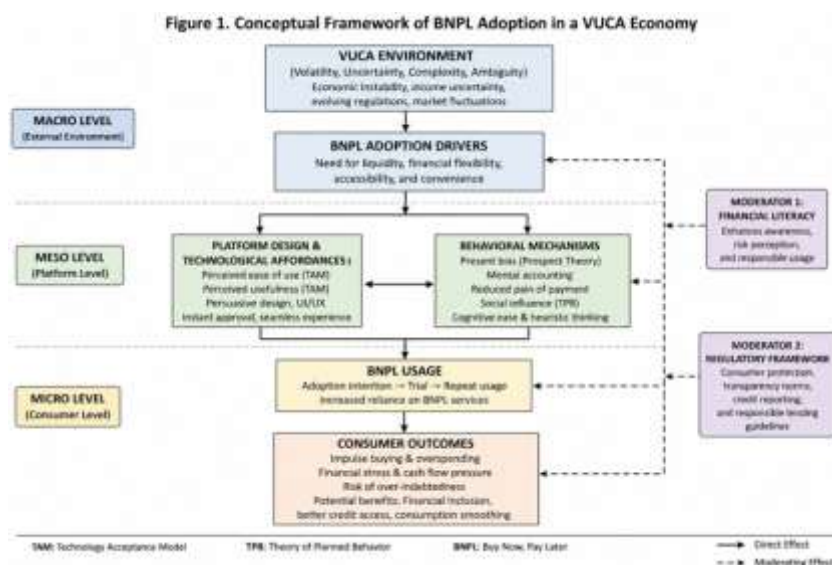 Figure 1. Conceptual Framework of BNPL Adoption in a VUCA Economy
VUCA ENVIRONMENT
(Volatility, Uncertainty, Complexity, Ambiguity)
Economic instability, income uncertainty,
evolving regulations, market fluctuations
MACRO LEVEL
(External Environment)
BNPL ADOPTION DRIVERS
Need for liquidity, financial flexibility,
accessibility, and convenience
MODERATOR 1:
FINANCIAL LITERACY
Enhances awareness,
risk perception,
and responsible usage
MESO LEVEL
(Platform Level)
PLATFORM DESIGN &
TECHNOLOGICAL AFFORDANCES
Perceived ease of use (TAM)
Perceived usefulness (TAM)
Persuasive design, UI/UX
Instant approval, seamless experience
BEHAVIORAL MECHANISMS
Present bias (Prospect Theory)
Mental accounting
Reduced pain of payment
Social influence (TPB)
Cognitive ease & heuristic thinking
MODERATOR 2:
REGULATORY FRAMEWORK
Consumer protection,
transparency norms,
credit reporting,
and responsible lending
guidelines
MICRO LEVEL
(Consumer Level)
BNPL USAGE
Adoption intention → Trial → Repeat usage
Increased reliance on BNPL services
CONSUMER OUTCOMES
Impulse buying & overspending
Financial stress & cash flow pressure
Risk of over-indebtedness
Potential benefits: Financial inclusion,
better credit access, consumption smoothing
TAM: Technology Acceptance Model
TPB: Theory of Planned Behavior
BNPL: Buy Now, Pay Later
Direct Effect
Moderating Effect